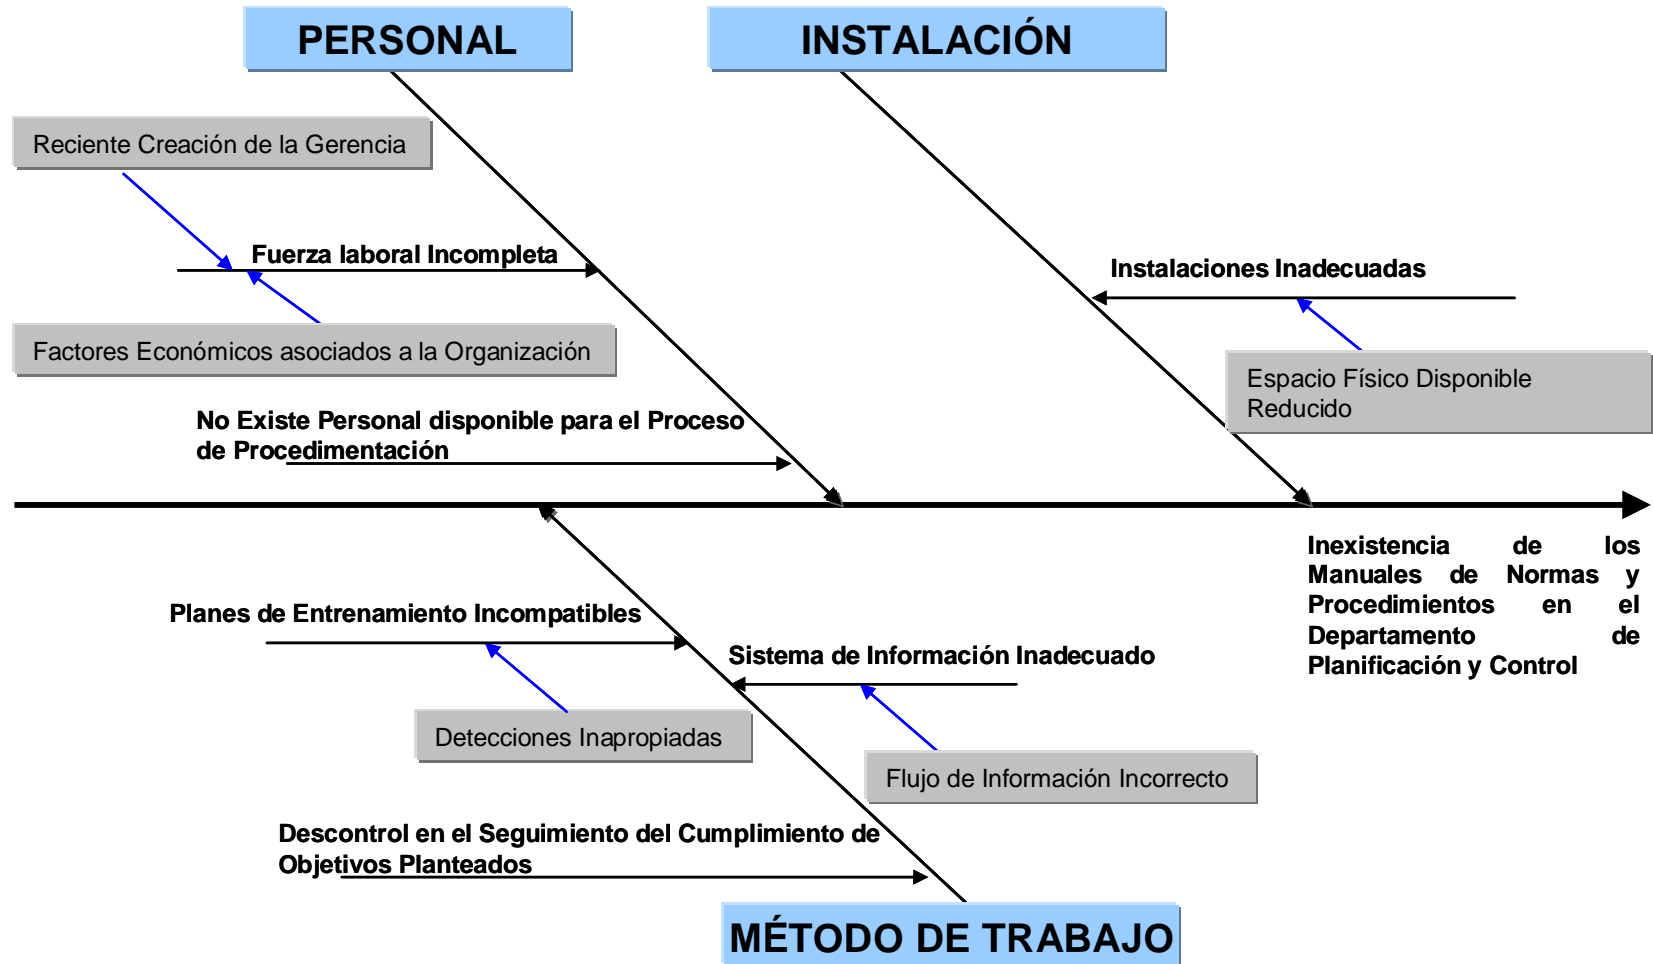 PERSONAL
INSTALACIÓN
Reciente Creación de la Gerencia
Fuerza laboral Incompleta
Instalaciones Inadecuadas
Factores Económicos asociados a la Organización
Espacio Físico Disponible
Reducido
No Existe Personal disponible para el Proceso
de Procedimentación
Inexistencia de los
Manuales de Normas y
Procedimientos en el
Departamento de
Planificación y Control
Planes de Entrenamiento Incompatibles
Sistema de Información Inadecuado
Detecciones Inapropiadas
Flujo de Información Incorrecto
Descontrol en el Seguimiento del Cumplimiento de
Objetivos Planteados
MÉTODO DE TRABAJO